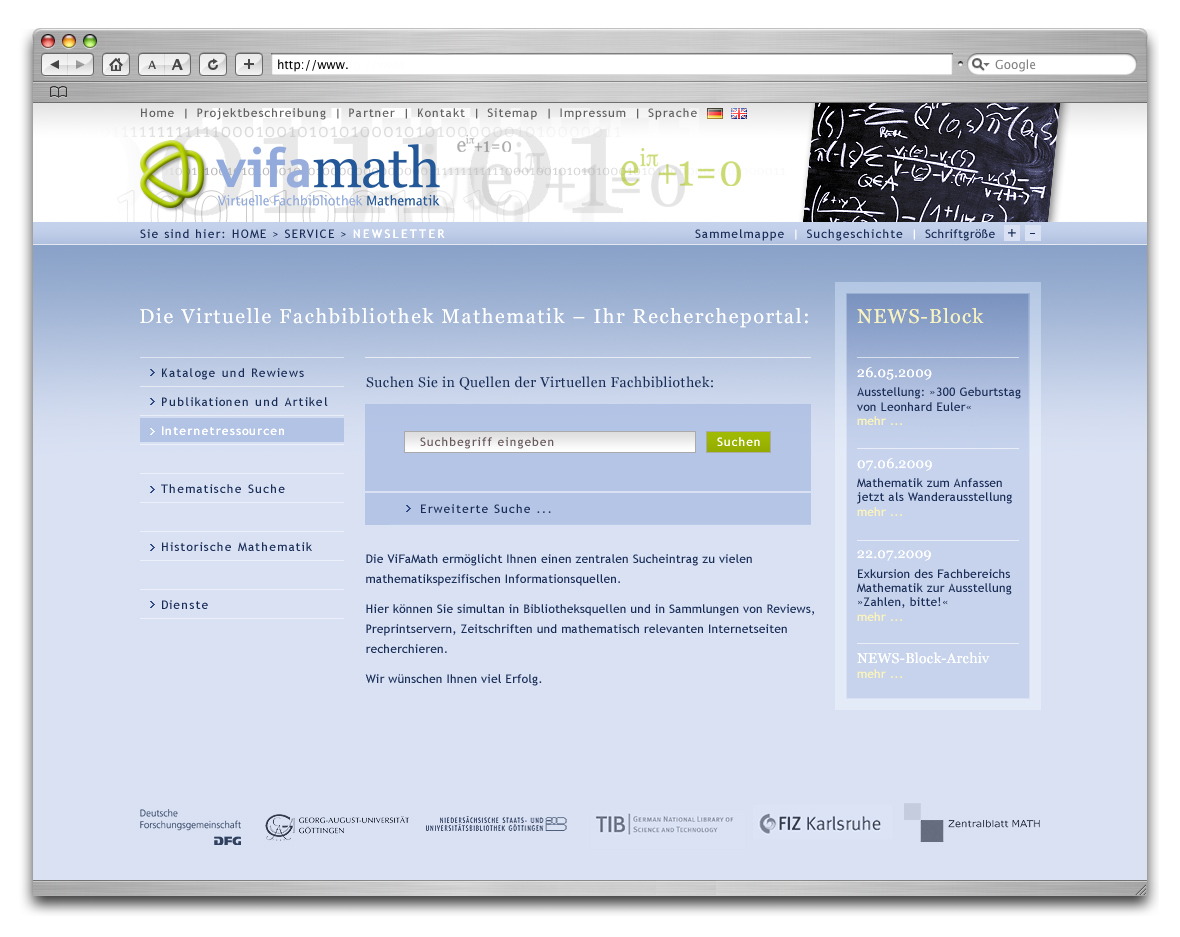 A A
http://www.
Google
Home | Projektbeschreibung | Partner | Kontakt | Sitemap | Impressum | Sprache
e^iπ+1=0
e^iπ+1=0
e^iπ+1=0
vifamath
Virtuelle Fachbibliothek Mathematik
Sie sind hier: HOME > SERVICE > NEWSLETTER
Sammelmappe | Suchgeschichte | Schriftgröße + -
Die Virtuelle Fachbibliothek Mathematik – Ihr Rechercheportal:
> Kataloge und Rewiews
> Publikationen und Artikel
> Internetressourcen
> Thematische Suche
> Historische Mathematik
> Dienste
Suchen Sie in Quellen der Virtuellen Fachbibliothek:
Suchbegriff eingeben
Suchen
> Erweiterte Suche ...
Die ViFaMath ermöglicht Ihnen einen zentralen Sucheintrag zu vielen
mathematikspezifischen Informationsquellen.
Hier können Sie simultan in Bibliotheksquellen und in Sammlungen von Reviews,
Preprintservern, Zeitschriften und mathematisch relevanten Internetseiten
recherchieren.
Wir wünschen Ihnen viel Erfolg.
NEWS-Block
26.05.2009
Ausstellung: »300 Geburtstag
von Leonhard Euler«
mehr ...
07.06.2009
Mathematik zum Anfassen
jetzt als Wanderausstellung
mehr ...
22.07.2009
Exkursion des Fachbereichs
Mathematik zur Ausstellung
»Zahlen, bitte!«
mehr ...
NEWS-Block-Archiv
mehr ...
Deutsche
Forschungsgemeinschaft
DFG
GEORG-AUGUST-UNIVERSITÄT
GÖTTINGEN
NIEDERSÄCHSISCHE STAATS- UND
UNIVERSITÄTSBIBLIOTHEK GÖTTINGEN
TIB
GERMAN NATIONAL LIBRARY OF
SCIENCE AND TECHNOLOGY
FIZ Karlsruhe
Zentralblatt MATH